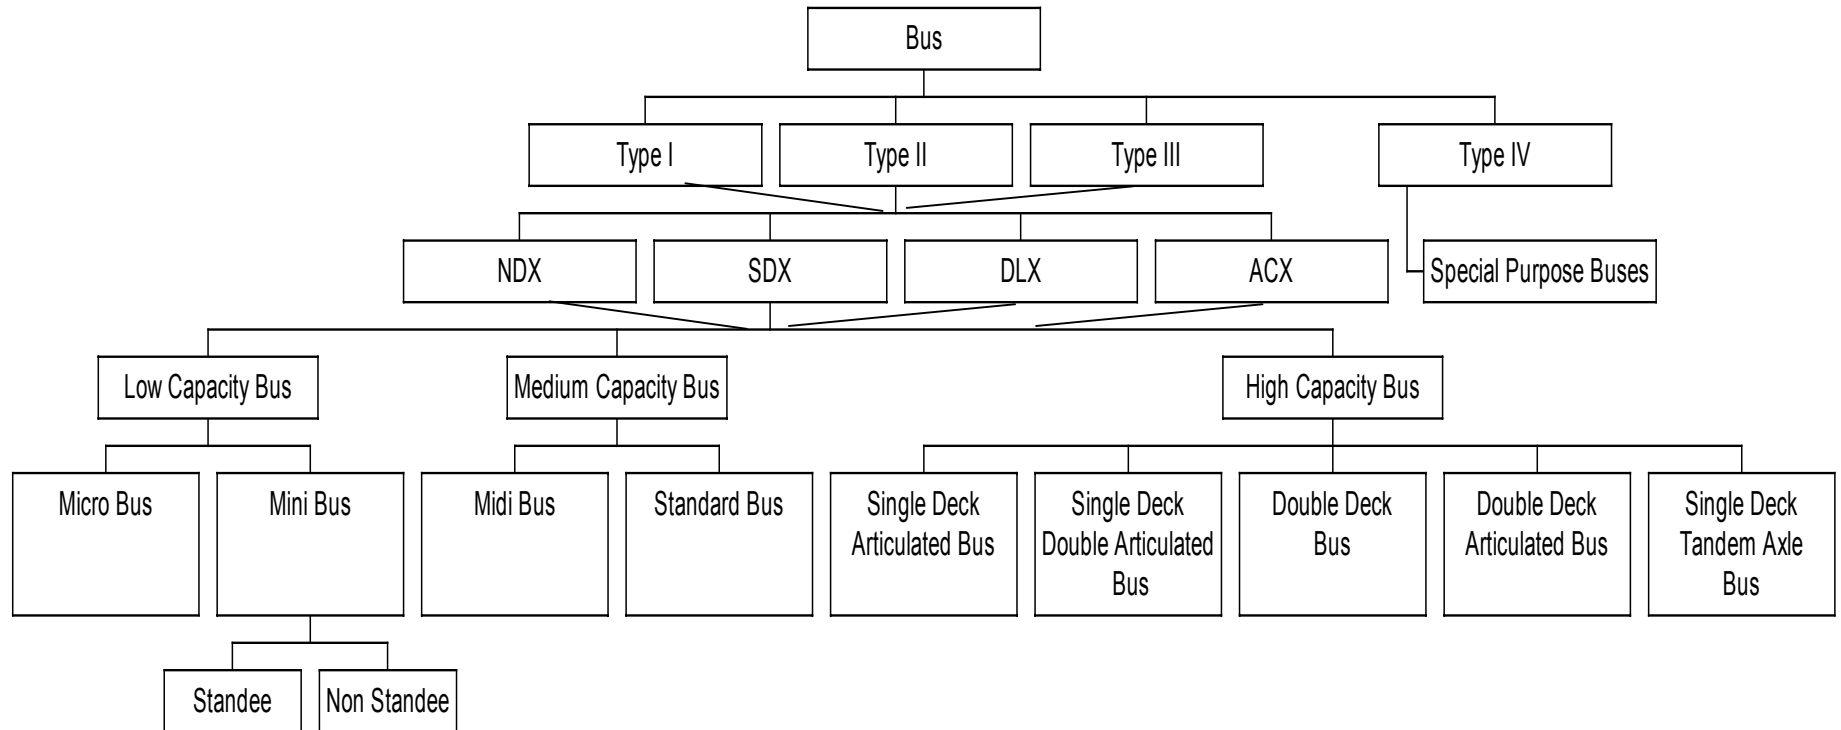 Bus
Type I
Type II
Type III
Type IV
NDX
SDX
DLX
ACX
Special Purpose Buses
Low Capacity Bus
Medium Capacity Bus
High Capacity Bus
Micro Bus
Mini Bus
Midi Bus
Standard Bus
Single Deck
Articulated Bus
Single Deck
Double Articulated
Bus
Double Deck
Bus
Double Deck
Articulated Bus
Single Deck
Tandem Axle
Bus
Standee
Non Standee